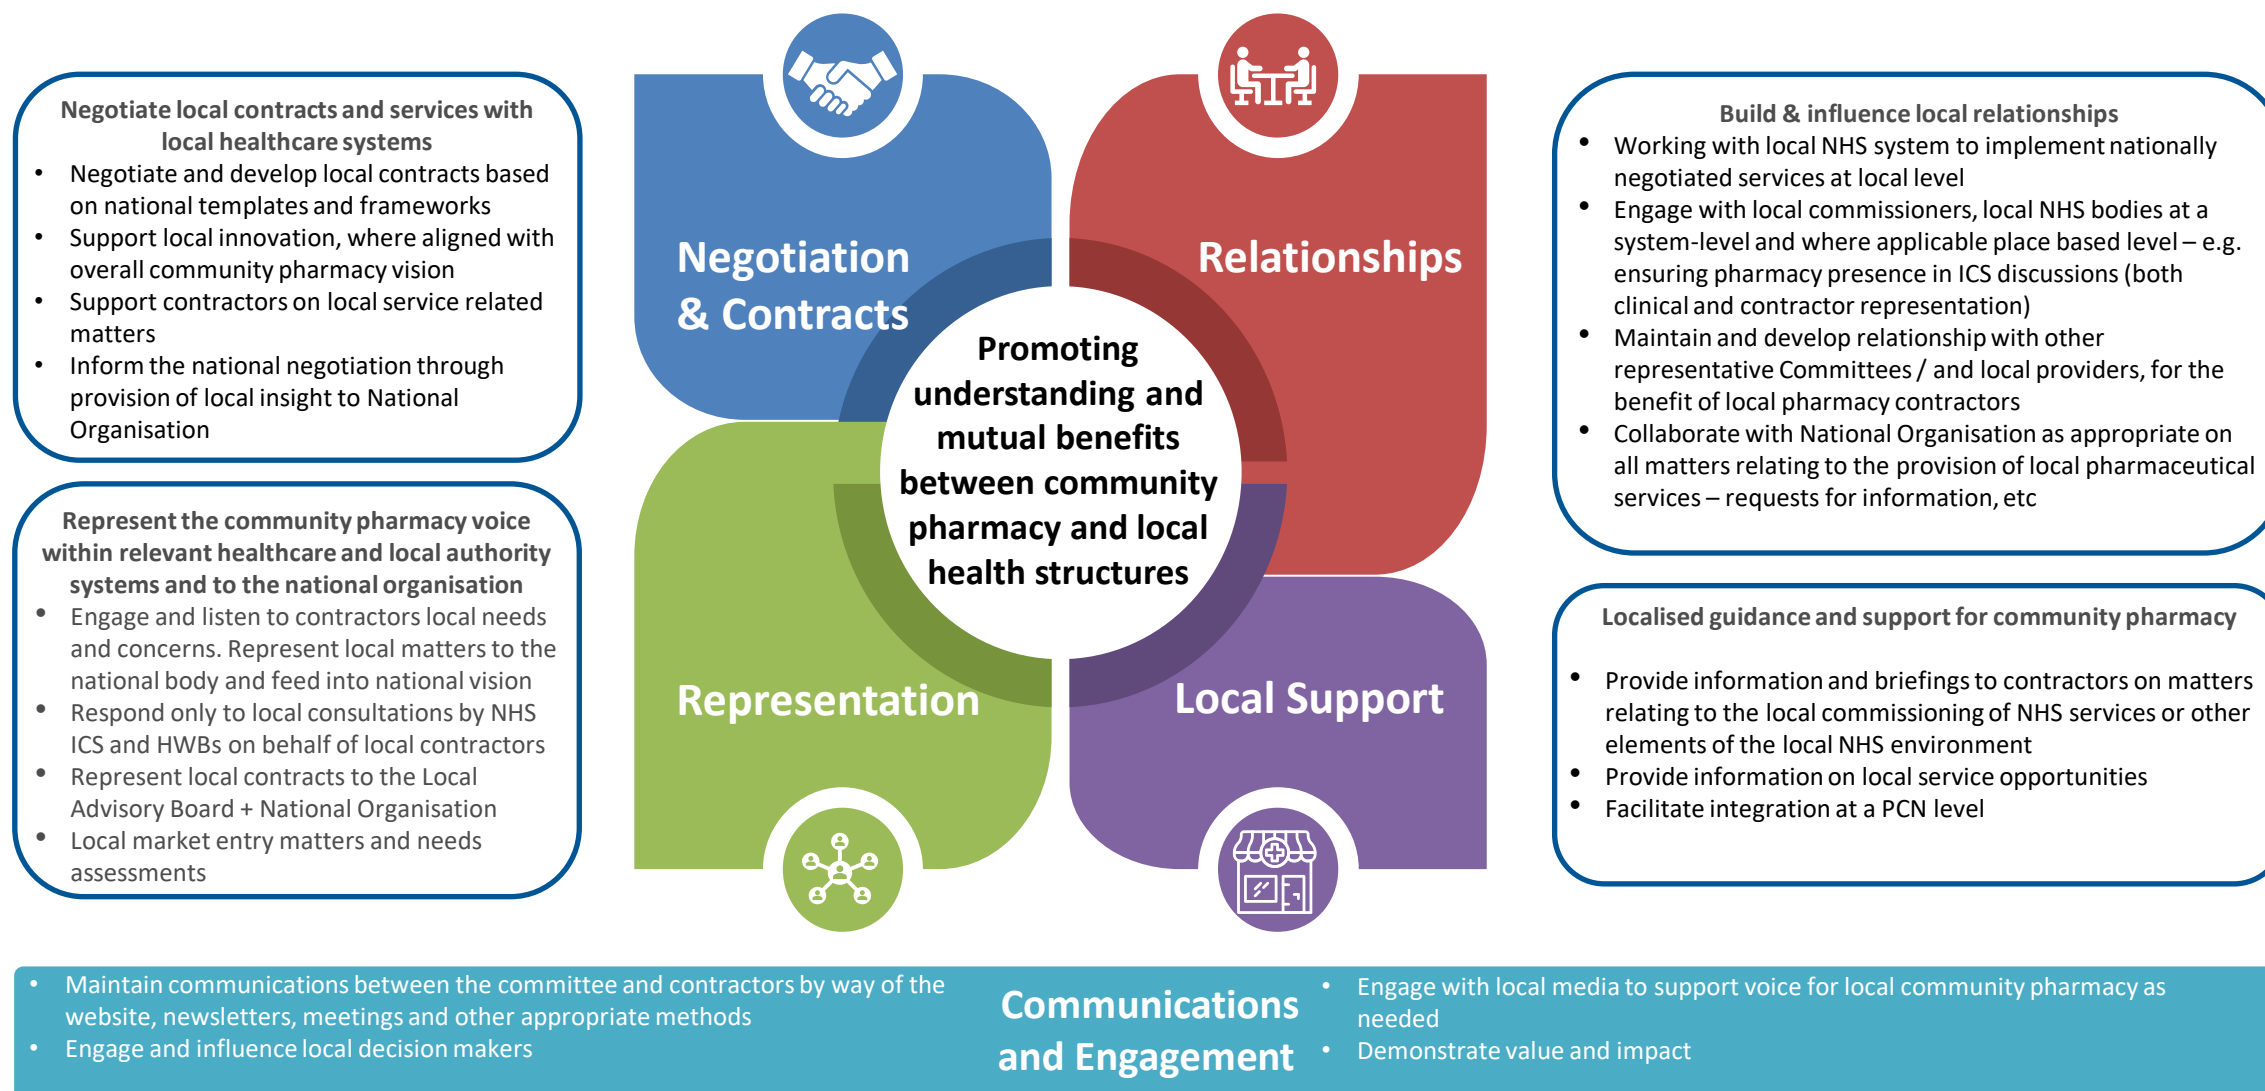 Negotiate local contracts and services with
local healthcare systems
• Negotiate and develop local contracts based
on national templates and frameworks
• Support local innovation, where aligned with
overall community pharmacy vision
• Support contractors on local service related
matters
• Inform the national negotiation through
provision of local insight to National
Organisation
Represent the community pharmacy voice
within relevant healthcare and local authority
systems and to the national organisation
• Engage and listen to contractors local needs
and concerns. Represent local matters to the
national body and feed into national vision
• Respond only to local consultations by NHS
ICS and HWBs on behalf of local contractors
• Represent local contracts to the Local
Advisory Board + National Organisation
• Local market entry matters and needs
assessments
Negotiation
& Contracts
Relationships
Promoting
understanding and
mutual benefits
between community
pharmacy and local
health structures
Representation
Local Support
Build & influence local relationships
• Working with local NHS system to implement nationally
negotiated services at local level
• Engage with local commissioners, local NHS bodies at a
system-level and where applicable place based level – e.g.
ensuring pharmacy presence in ICS discussions (both
clinical and contractor representation)
• Maintain and develop relationship with other
representative Committees / and local providers, for the
benefit of local pharmacy contractors
• Collaborate with National Organisation as appropriate on
all matters relating to the provision of local pharmaceutical
services – requests for information, etc
Localised guidance and support for community pharmacy
• Provide information and briefings to contractors on matters
relating to the local commissioning of NHS services or other
elements of the local NHS environment
• Provide information on local service opportunities
• Facilitate integration at a PCN level
• Maintain communications between the committee and contractors by way of the
website, newsletters, meetings and other appropriate methods
• Engage and influence local decision makers
Communications
and Engagement
• Engage with local media to support voice for local community pharmacy as
needed
• Demonstrate value and impact